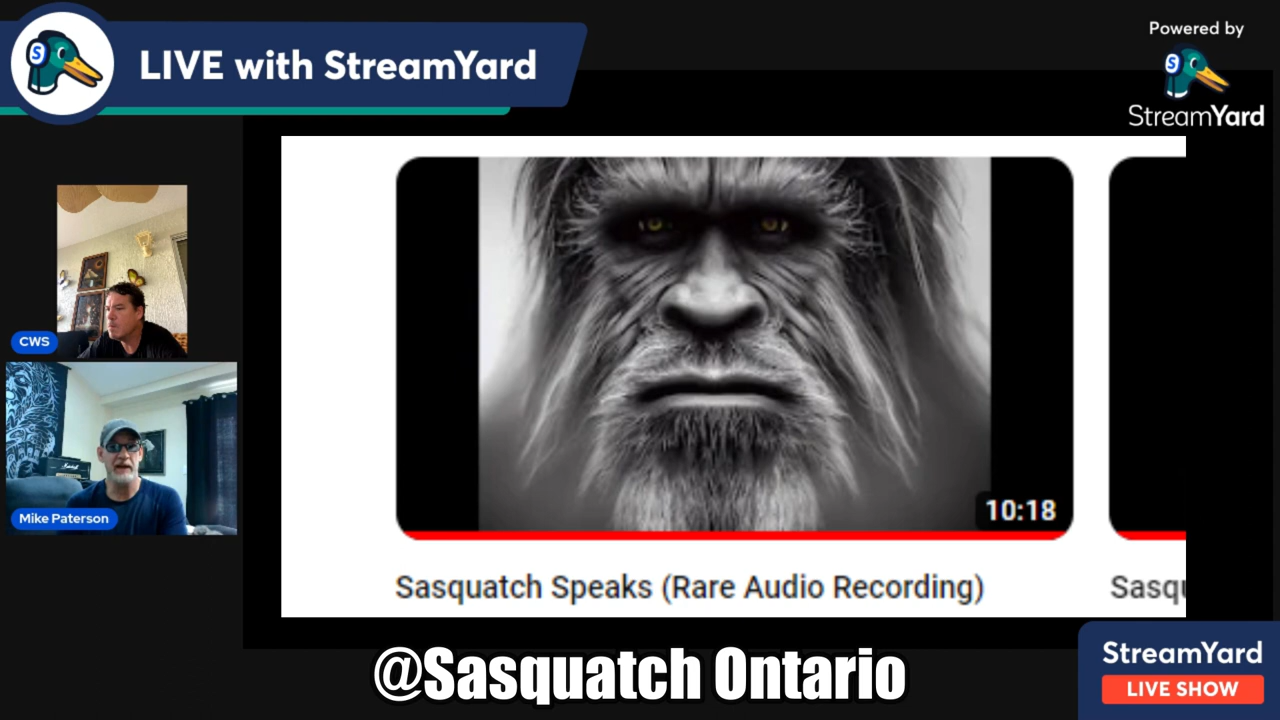 S
LIVE with StreamYard
Powered by
S
StreamYard
CWS
Mike Paterson
10:18
Sasquatch Speaks (Rare Audio Recording)
Sasqu
@Sasquatch Ontario
StreamYard
LIVE SHOW